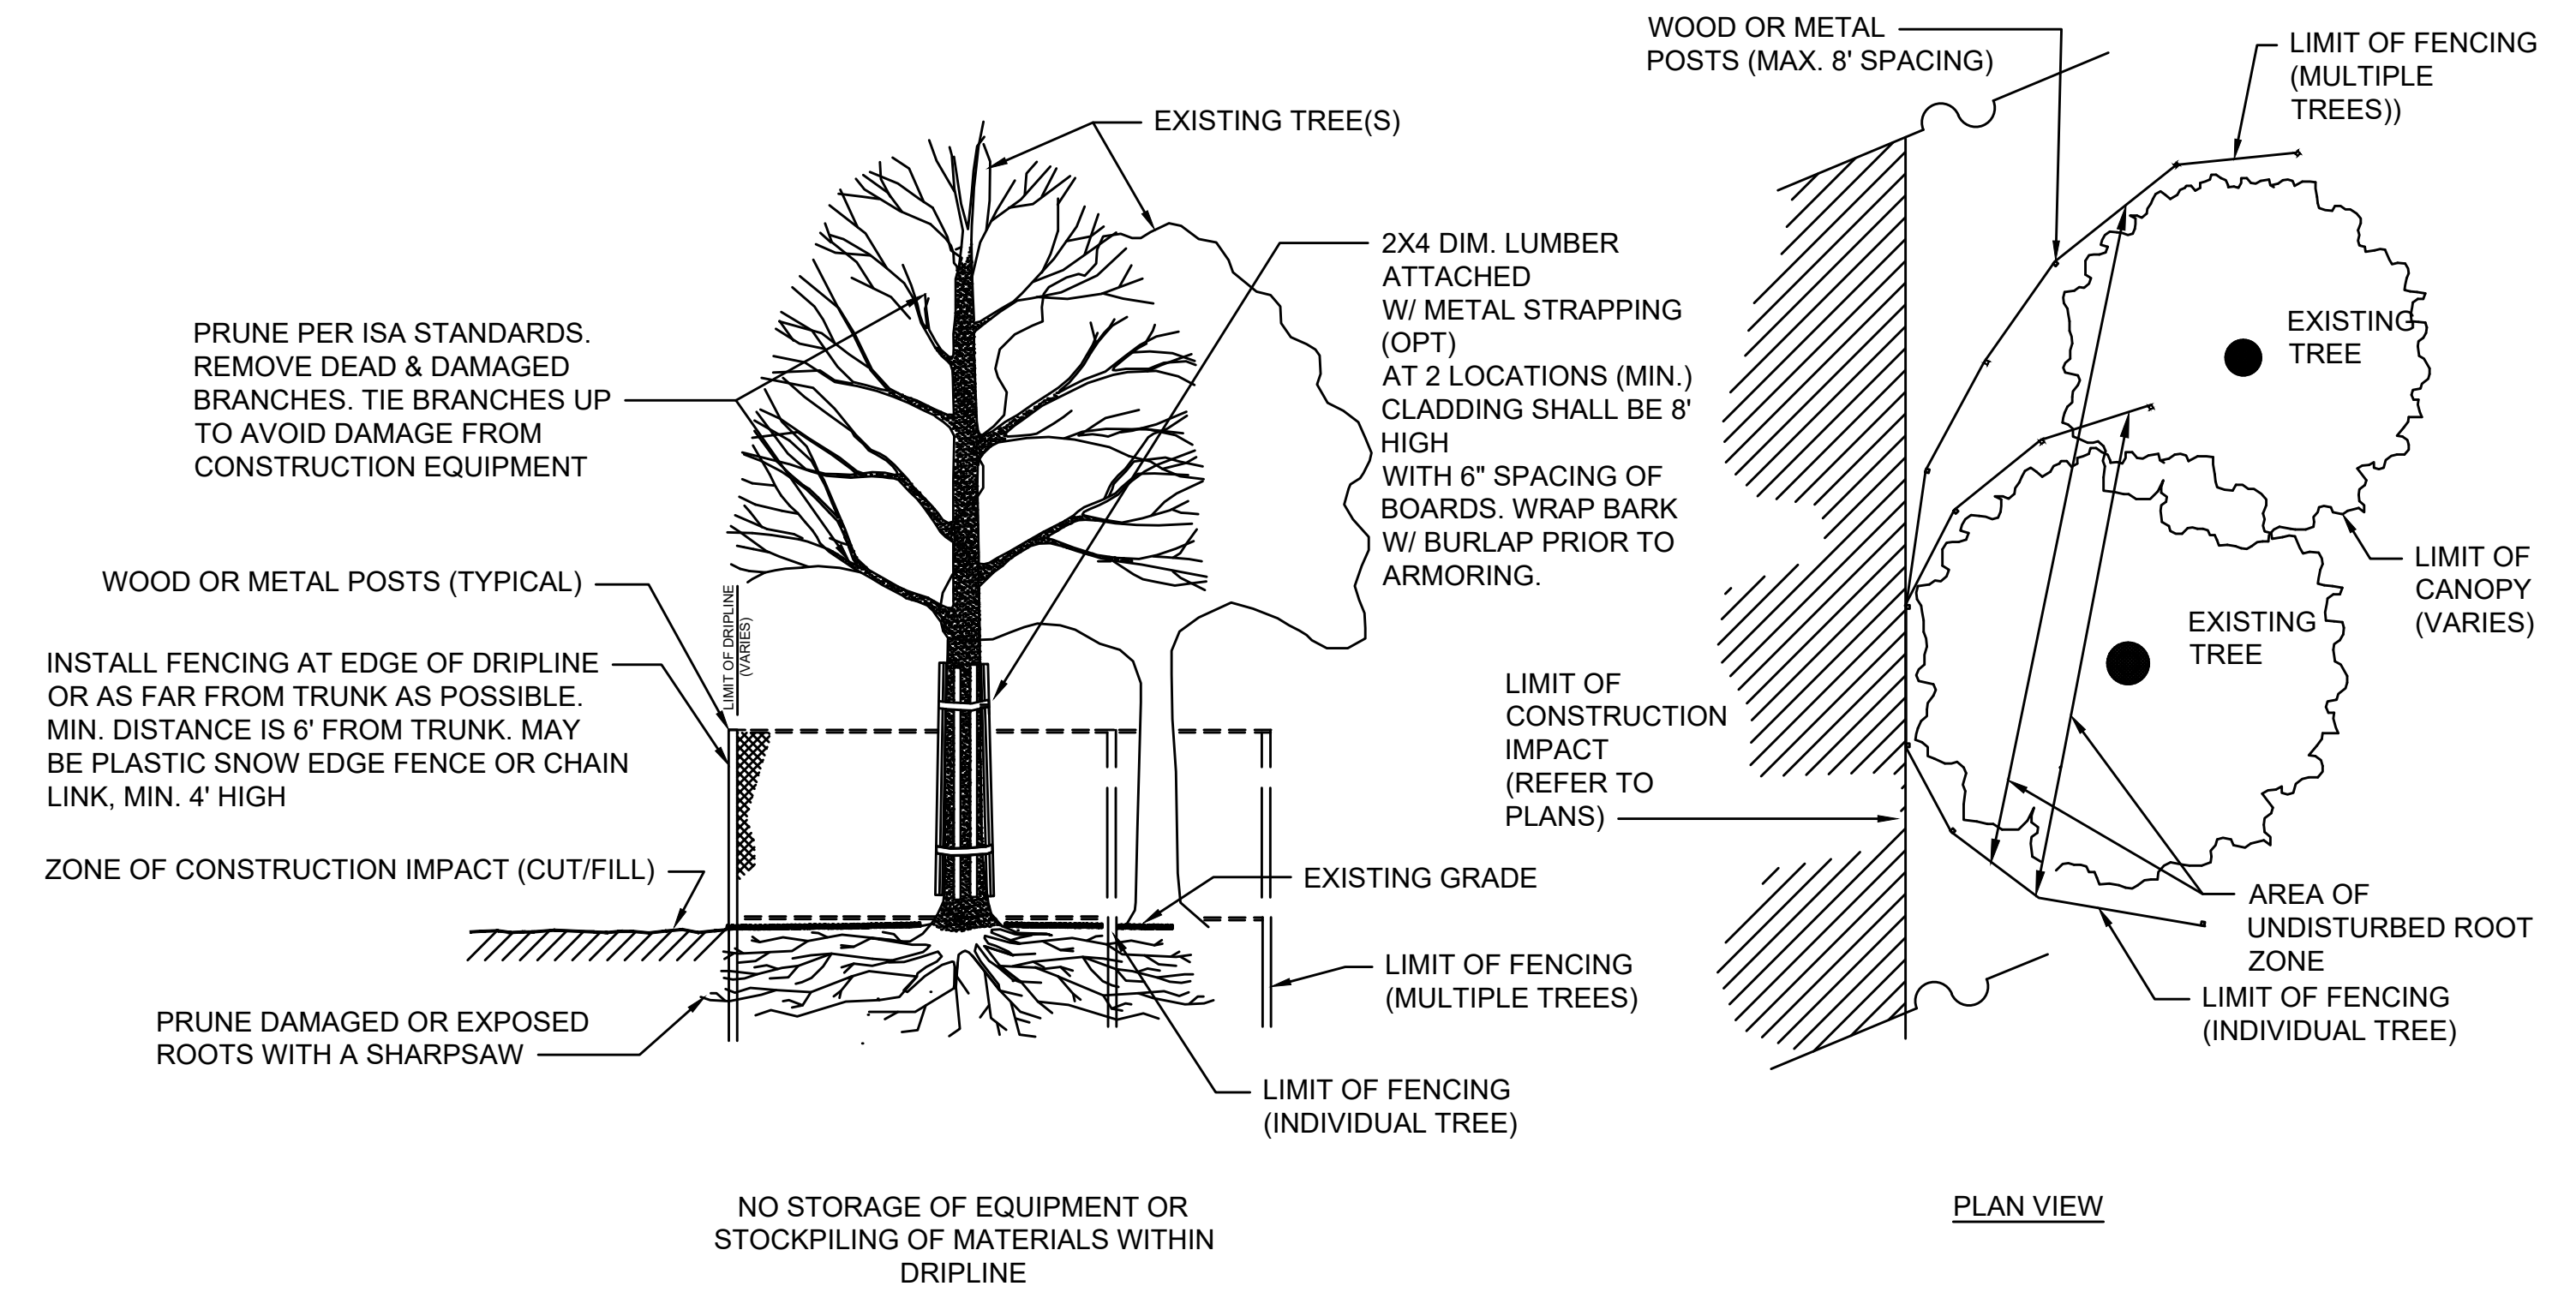 EXISTING TREE(S)
PRUNE PER ISA STANDARDS.
REMOVE DEAD & DAMAGED
BRANCHES. TIE BRANCHES UP
TO AVOID DAMAGE FROM
CONSTRUCTION EQUIPMENT
WOOD OR METAL POSTS (TYPICAL)
INSTALL FENCING AT EDGE OF DRIPLINE
OR AS FAR FROM TRUNK AS POSSIBLE.
MIN. DISTANCE IS 6' FROM TRUNK. MAY
BE PLASTIC SNOW EDGE FENCE OR CHAIN
LINK, MIN. 4' HIGH
ZONE OF CONSTRUCTION IMPACT (CUT/FILL)
PRUNE DAMAGED OR EXPOSED
ROOTS WITH A SHARPSAW
LIMIT OF DRIPLINE
(VARIES)
2X4 DIM. LUMBER
ATTACHED
W/ METAL STRAPPING
(OPT)
AT 2 LOCATIONS (MIN.)
CLADDING SHALL BE 8'
HIGH
WITH 6" SPACING OF
BOARDS. WRAP BARK
W/ BURLAP PRIOR TO
ARMORING.
EXISTING GRADE
LIMIT OF FENCING
(MULTIPLE TREES)
LIMIT OF FENCING
(INDIVIDUAL TREE)
NO STORAGE OF EQUIPMENT OR
STOCKPILING OF MATERIALS WITHIN
DRIPLINE
WOOD OR METAL
POSTS (MAX. 8' SPACING)
LIMIT OF FENCING
(MULTIPLE
TREES))
EXISTING
TREE
LIMIT OF
CANOPY
(VARIES)
EXISTING
TREE
LIMIT OF
CONSTRUCTION
IMPACT
(REFER TO
PLANS)
AREA OF
UNDISTURBED ROOT
ZONE
LIMIT OF FENCING
(INDIVIDUAL TREE)
PLAN VIEW